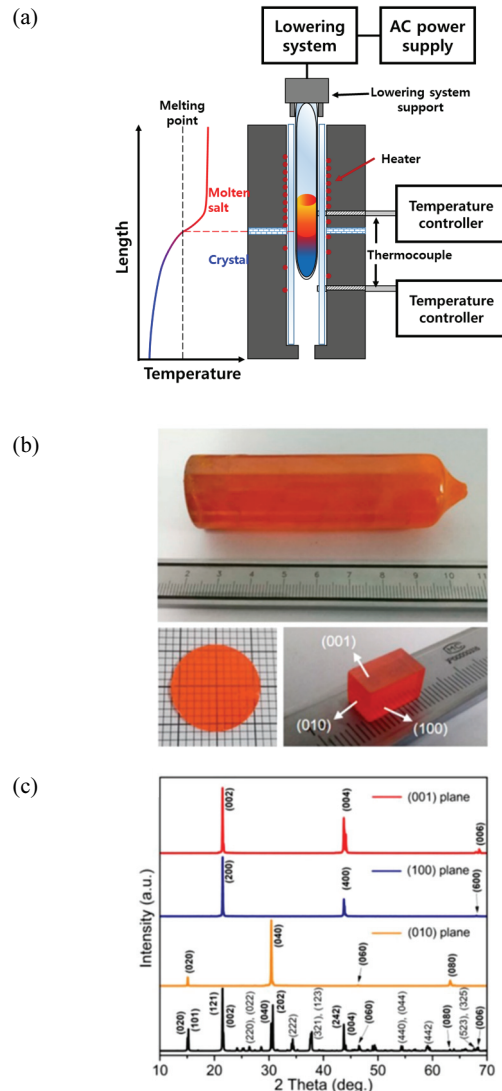 (a)
Lowering
system
AC power
supply
Lowering system
support
Melting
point
Heater
Molten
salt
Crystal
Length
Temperature
Temperature
controller
Thermocouple
Temperature
controller
(b)
1 2 3 4 5 6 7 8 9 10 11
(001)
(010)
(100)
(c)
Intensity (a.u.)
(002)
(004)
(006)
(001) plane
(200)
(400)
(600)
(100) plane
(020)
(040)
(060)
(080)
(010) plane
(020)
(101)
(121)
(002)
(220), (022)
(040)
(202)
(222)
(321), (123)
(242)
(004)
(060)
(440), (044)
(442)
(080)
(523), (325)
(006)
10 20 30 40 50 60 70
2 Theta (deg.)